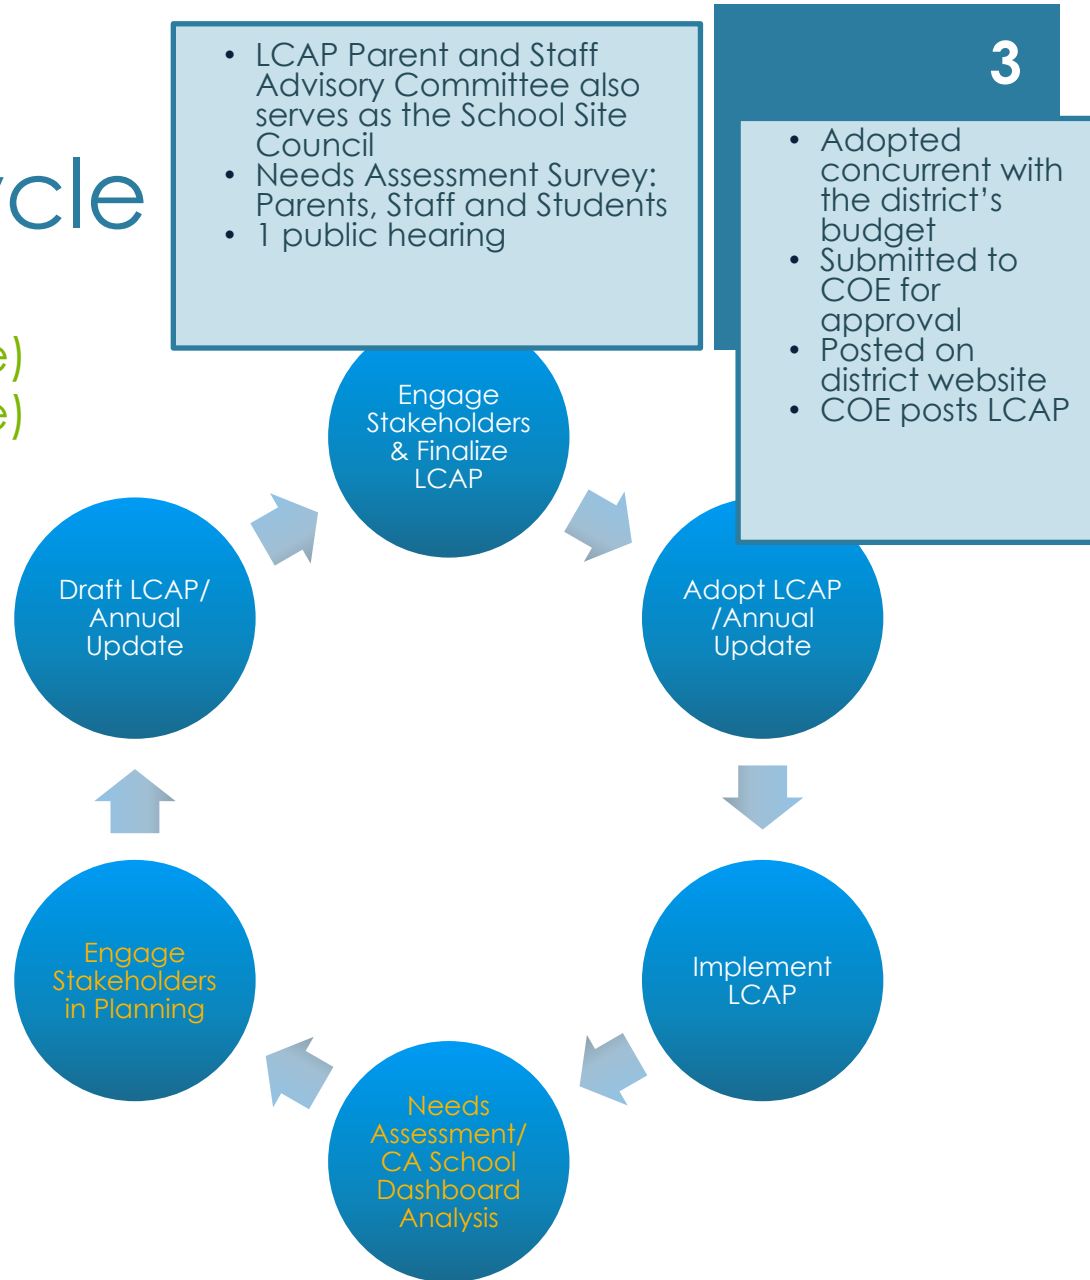 • LCAP Parent and Staff
Advisory Committee also
serves as the School Site
Council
• Needs Assessment Survey:
Parents, Staff and Students
• 1 public hearing
3
• Adopted
concurrent with
the district’s
budget
• Submitted to
COE for
approval
• Posted on
district website
• COE posts LCAP
ycle
e)
e)
Engage
Stakeholders
& Finalize
LCAP
Draft LCAP/
Annual
Update
Adopt LCAP
/Annual
Update
Engage
Stakeholders
in Planning
Implement
LCAP
Needs
Assessment/
CA School
Dashboard
Analysis